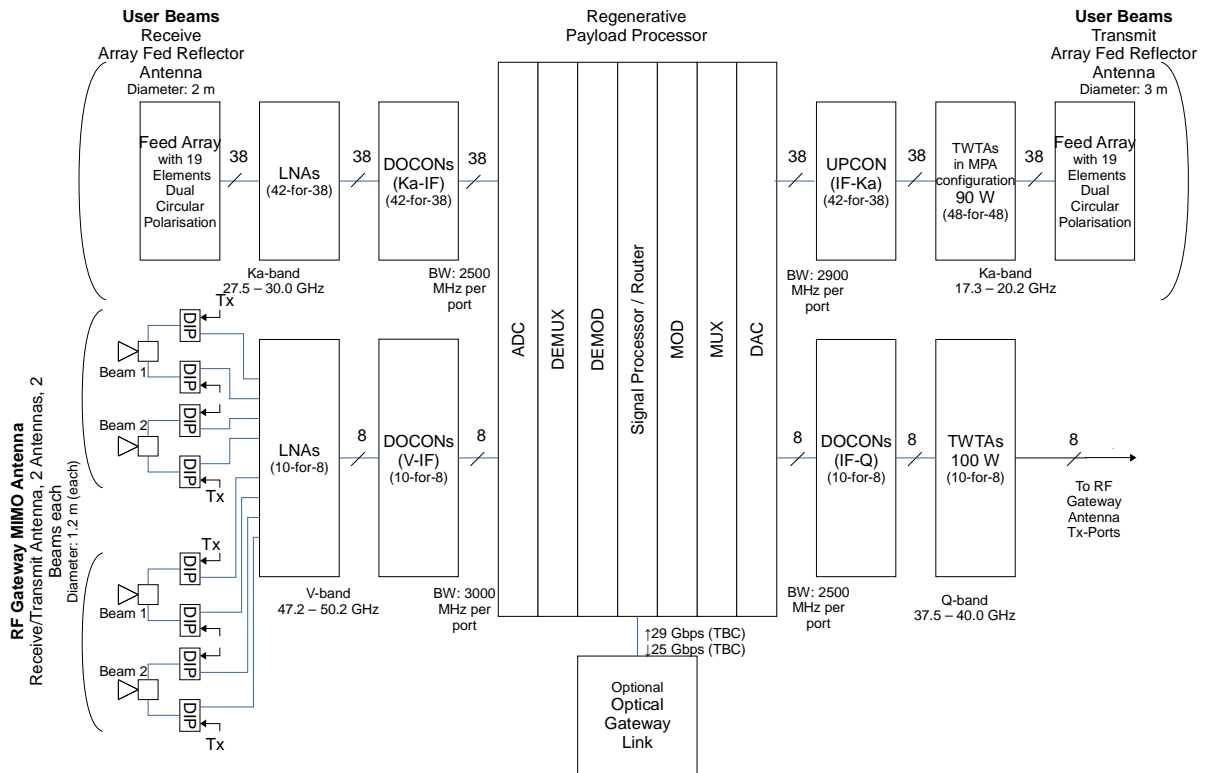 User Beams
Receive
Array Fed Reflector
Antenna
Diameter: 2 m
Regenerative
Payload Processor
User Beams
Transmit
Array Fed Reflector
Antenna
Diameter: 3 m
Feed Array
with 19
Elements
Dual
Circular
Polarisation
38
LNAs
(42-for-38)
38
DOCONs
(Ka-IF)
(42-for-38)
38
38
UPCON
(IF-Ka)
(42-for-38)
38
TWTAs
in MPA
configuration
90 W
(48-for-48)
38
Feed Array
with 19
Elements
Dual
Circular
Polarisation
Ka-band
27.5 – 30.0 GHz
BW: 2500
MHz per
port
BW: 2900
MHz per
port
Ka-band
17.3 – 20.2 GHz
ADC
DEMUX
DEMOD
Signal Processor / Router
MOD
MUX
DAC
RF Gateway MIMO Antenna
Receive/Transmit Antenna, 2 Antennas, 2
Beams each
Diameter: 1.2 m (each)
Tx
DIP
Beam 1
DIP
DIP
Beam 2
DIP
Tx
Tx
DIP
Beam 1
DIP
DIP
Beam 2
DIP
Tx
LNAs
(10-for-8)
8
DOCONs
(V-IF)
(10-for-8)
8
8
DOCONs
(IF-Q)
(10-for-8)
8
TWTAs
100 W
(10-for-8)
8
To RF
Gateway
Antenna
Tx-Ports
V-band
47.2 – 50.2 GHz
BW: 3000
MHz per
port
BW: 2500
MHz per
port
Q-band
37.5 – 40.0 GHz
↑29 Gbps (TBC)
↓25 Gbps (TBC)
Optional
Optical
Gateway
Link